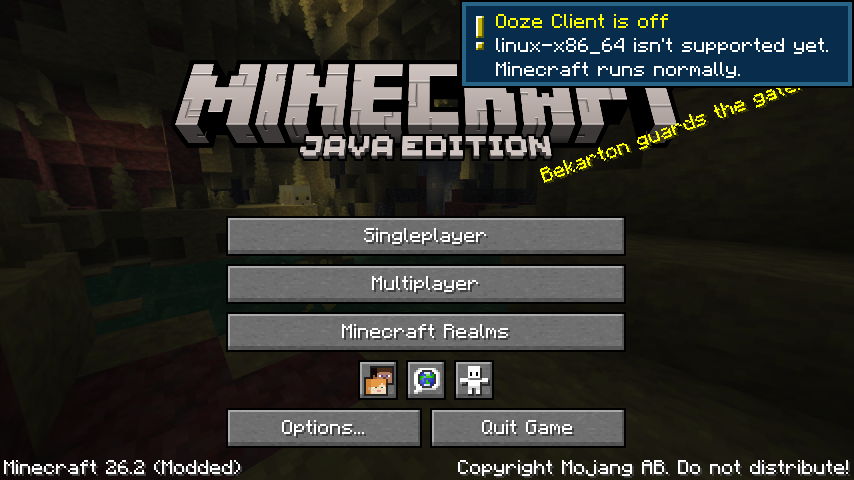 Ooze Client is off
linux-x86_64 isn't supported yet.
Minecraft runs normally.
MINECRAFT
JAVA EDITION
Bekarton guards the gate!
Singleplayer
Multiplayer
Minecraft Realms
Options...
Quit Game
Minecraft 26.2 (Modded)
Copyright Mojang AB. Do not distribute!